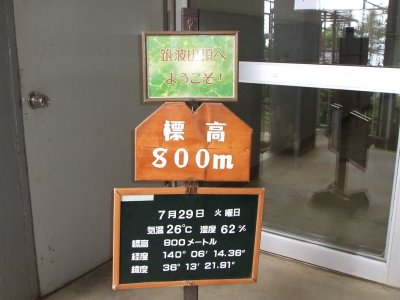 筑波山頂へ
ようこそ！
標高
800m
7月29日 火曜日
気温 26℃ 湿度 62%
標高 800メートル
経度 140° 06′ 14.36″
緯度 36° 13′ 21.81″